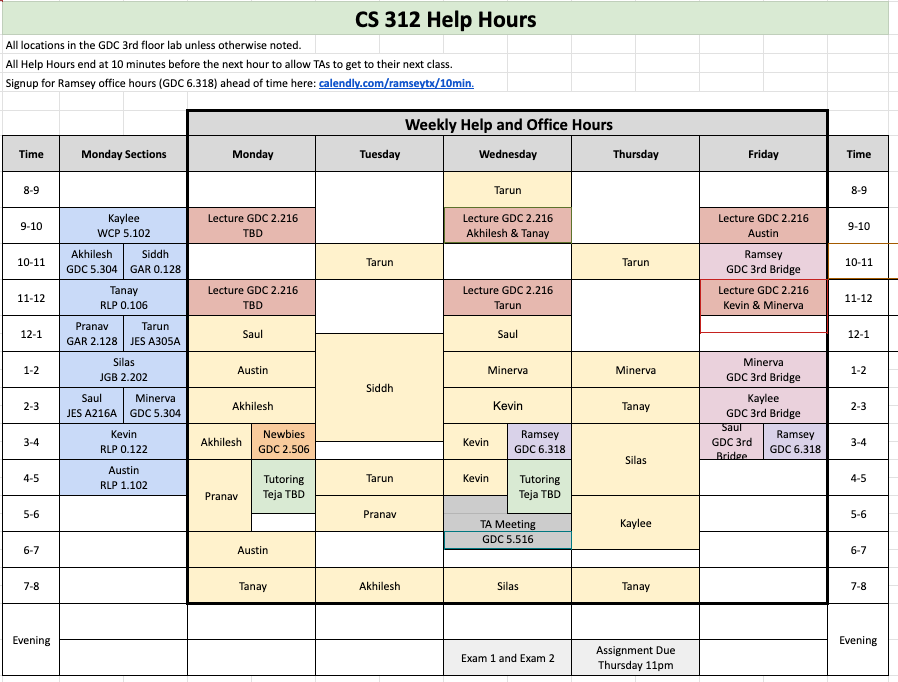 CS 312 Help Hours
All locations in the GDC 3rd floor lab unless otherwise noted.
All Help Hours end at 10 minutes before the next hour to allow TAs to get to their next class.
Signup for Ramsey office hours (GDC 6.318) ahead of time here: calendly.com/ramseytx/10min.
Weekly Help and Office Hours
Time Monday Sections Monday Tuesday Wednesday Thursday Friday Time
8-9 Tarun 8-9
9-10 Kaylee Lecture GDC 2.216 Lecture GDC 2.216 Lecture GDC 2.216 9-10
WCP 5.102 TBD Akhilesh & Tanay Austin
10-11 Akhilesh Siddh Tarun Tarun Ramsey 10-11
GDC 5.304 GAR 0.128 GDC 3rd Bridge
11-12 Tanay Lecture GDC 2.216 Lecture GDC 2.216 Lecture GDC 2.216 11-12
RLP 0.106 TBD Tarun Kevin & Minerva
12-1 Pranav Tarun Saul Saul 12-1
GAR 2.128 JES A305A
1-2 Silas Austin Minerva Minerva Minerva 1-2
JGB 2.202 GDC 3rd Bridge
Siddh
2-3 Saul Minerva Akhilesh Kevin Tanay Kaylee 2-3
JES A216A GDC 5.304 GDC 3rd Bridge
3-4 Kevin Akhilesh Newbies Kevin Ramsey Saul Ramsey 3-4
RLP 0.122 GDC 2.506 GDC 6.318 GDC 3rd Bridge GDC 6.318
Silas
4-5 Austin Tutoring Tarun Kevin Tutoring 4-5
RLP 1.102 Teja TBD Teja TBD
Pranav
5-6 Pranav 5-6
TA Meeting Kaylee
GDC 5.516
6-7 Austin 6-7
7-8 Tanay Akhilesh Silas Tanay 7-8
Evening Evening
Exam 1 and Exam 2 Assignment Due
Thursday 11pm